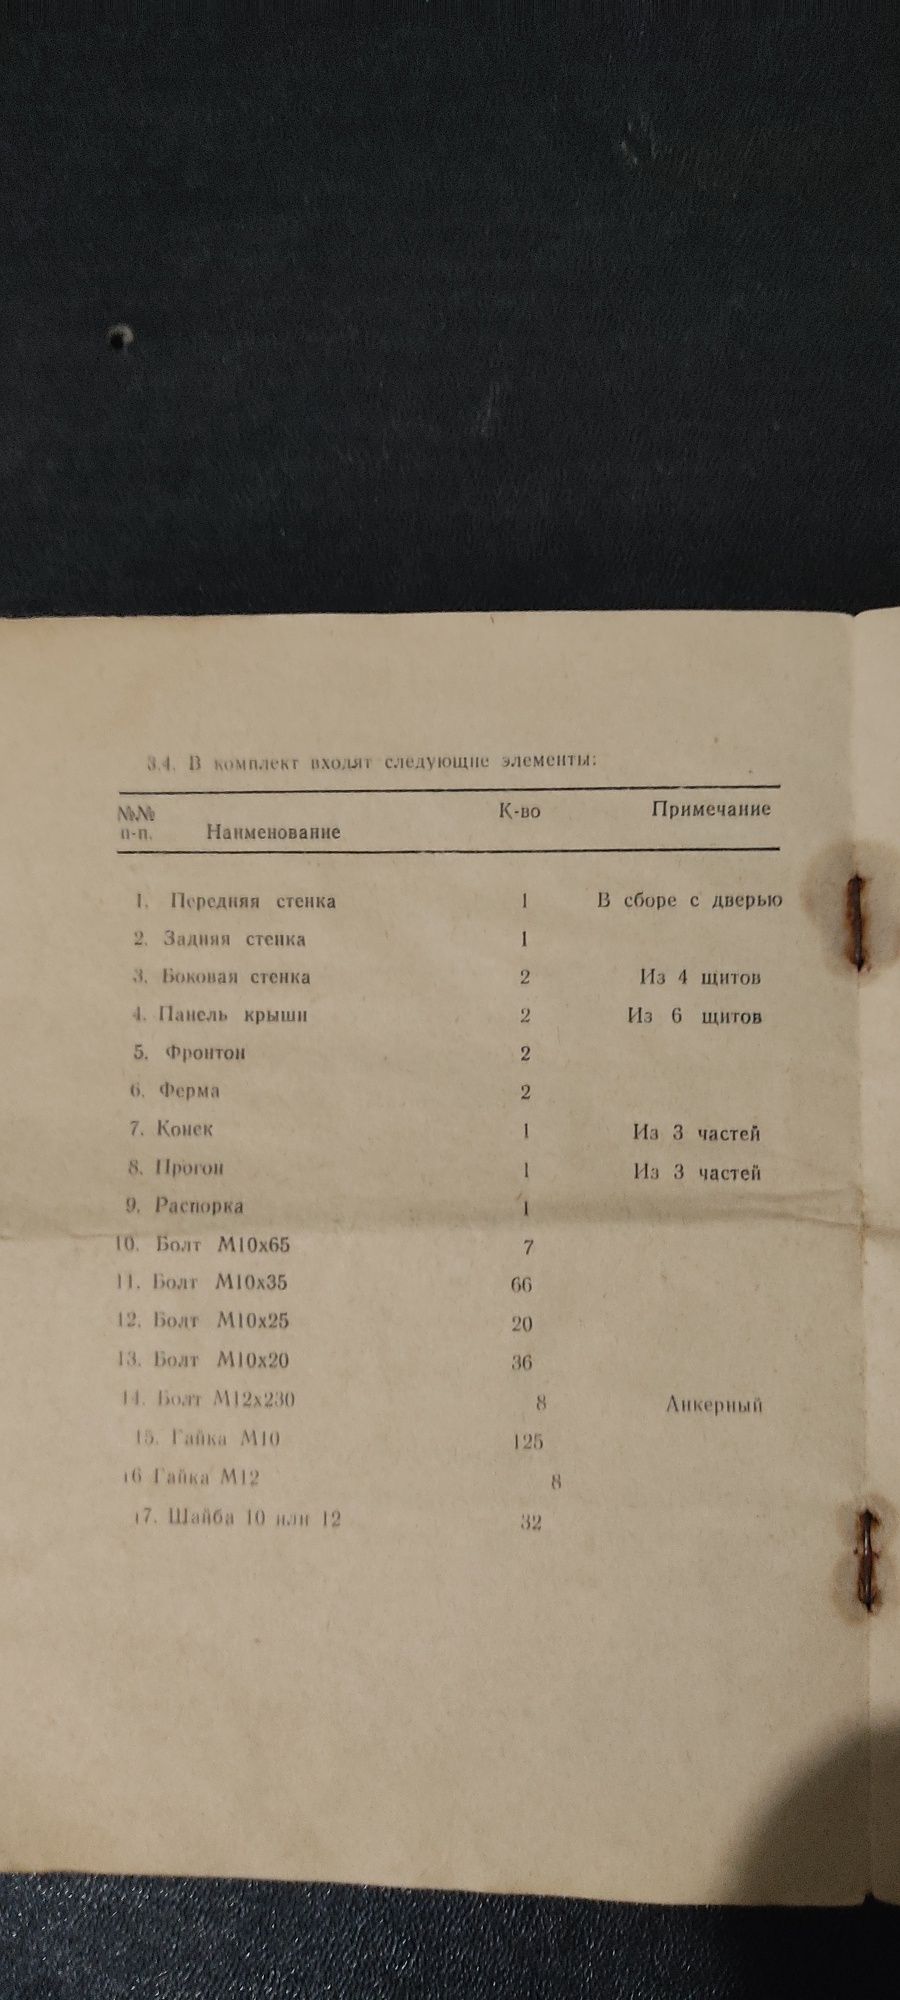 3.4. В комплект входят следующие элементы:
№№ п-п. Наименование К-во Примечание
1. Передняя стенка 1 В сборе с дверью
2. Задняя стенка 1
3. Боковая стенка 2 Из 4 щитов
4. Панель крыши 2 Из 6 щитов
5. Фронтон 2
6. Ферма 2
7. Конек 1 Из 3 частей
8. Прогон 1 Из 3 частей
9. Распорка 1
10. Болт М10х65 7
11. Болт М10х35 66
12. Болт М10х25 20
13. Болт М10х20 36
14. Болт М12х230 8 Анкерный
15. Гайка М10 125
16 Гайка М12 8
17. Шайба 10 или 12 32